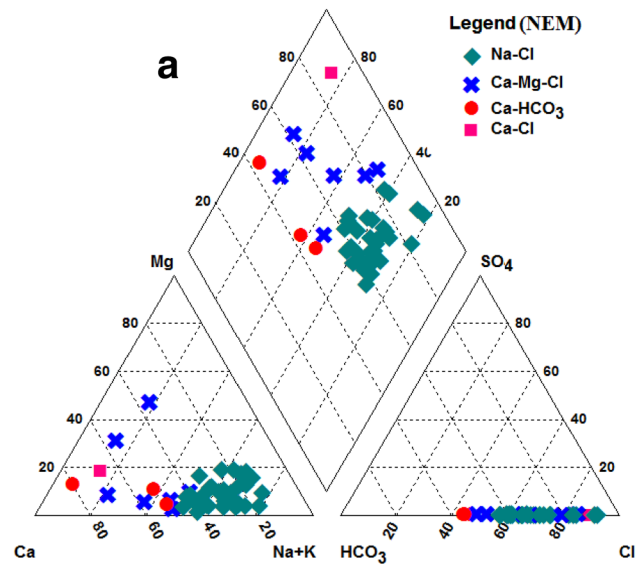 a
Legend (NEM)
Na-Cl
Ca-Mg-Cl
Ca-HCO3
Ca-Cl
80 80
60 60
40 40
20 20
Mg SO4
80 80
60 60
40 40
20 20
80 60 40 20 20 40 60 80
Ca Na+K HCO3 Cl